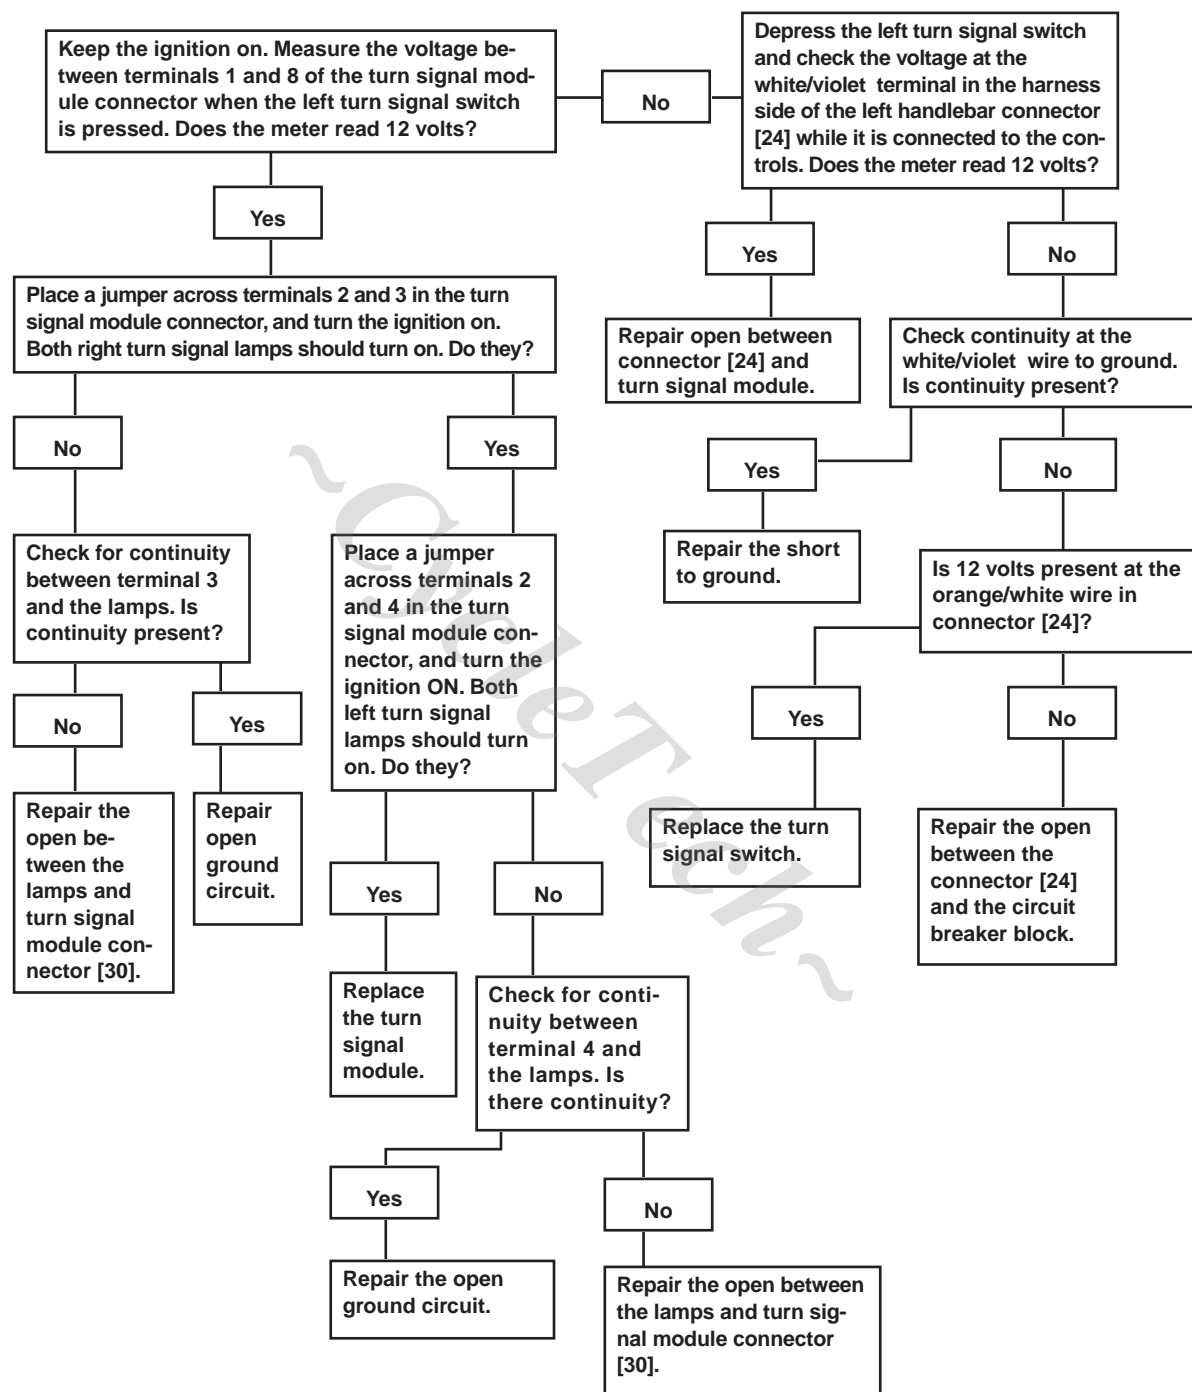 Keep the ignition on. Measure the voltage be-
tween terminals 1 and 8 of the turn signal mod-
ule connector when the left turn signal switch
is pressed. Does the meter read 12 volts?
No
Depress the left turn signal switch
and check the voltage at the
white/violet terminal in the harness
side of the left handlebar connector
[24] while it is connected to the con-
trols. Does the meter read 12 volts?
Yes
Yes
No
Place a jumper across terminals 2 and 3 in the turn
signal module connector, and turn the ignition on.
Both right turn signal lamps should turn on. Do they?
Repair open between
connector [24] and
turn signal module.
Check continuity at the
white/violet wire to ground.
Is continuity present?
No
Yes
Yes
No
Check for continuity
between terminal 3
and the lamps. Is
continuity present?
Place a jumper
across terminals 2
and 4 in the turn
signal module con-
nector, and turn the
ignition ON. Both
left turn signal
lamps should turn
on. Do they?
Repair the short
to ground.
Is 12 volts present at the
orange/white wire in
connector [24]?
No
Yes
Yes
No
Repair the
open be-
tween the
lamps and
turn signal
module con-
nector [30].
Repair
open
ground
circuit.
Replace the turn
signal switch.
Repair the open
between the
connector [24]
and the circuit
breaker block.
Yes
No
Replace
the turn
signal
module.
Check for conti-
nuity between
terminal 4 and
the lamps. Is
there continuity?
Yes
No
Repair the open
ground circuit.
Repair the open between
the lamps and turn sig-
nal module connector
[30].
~CycleTech~